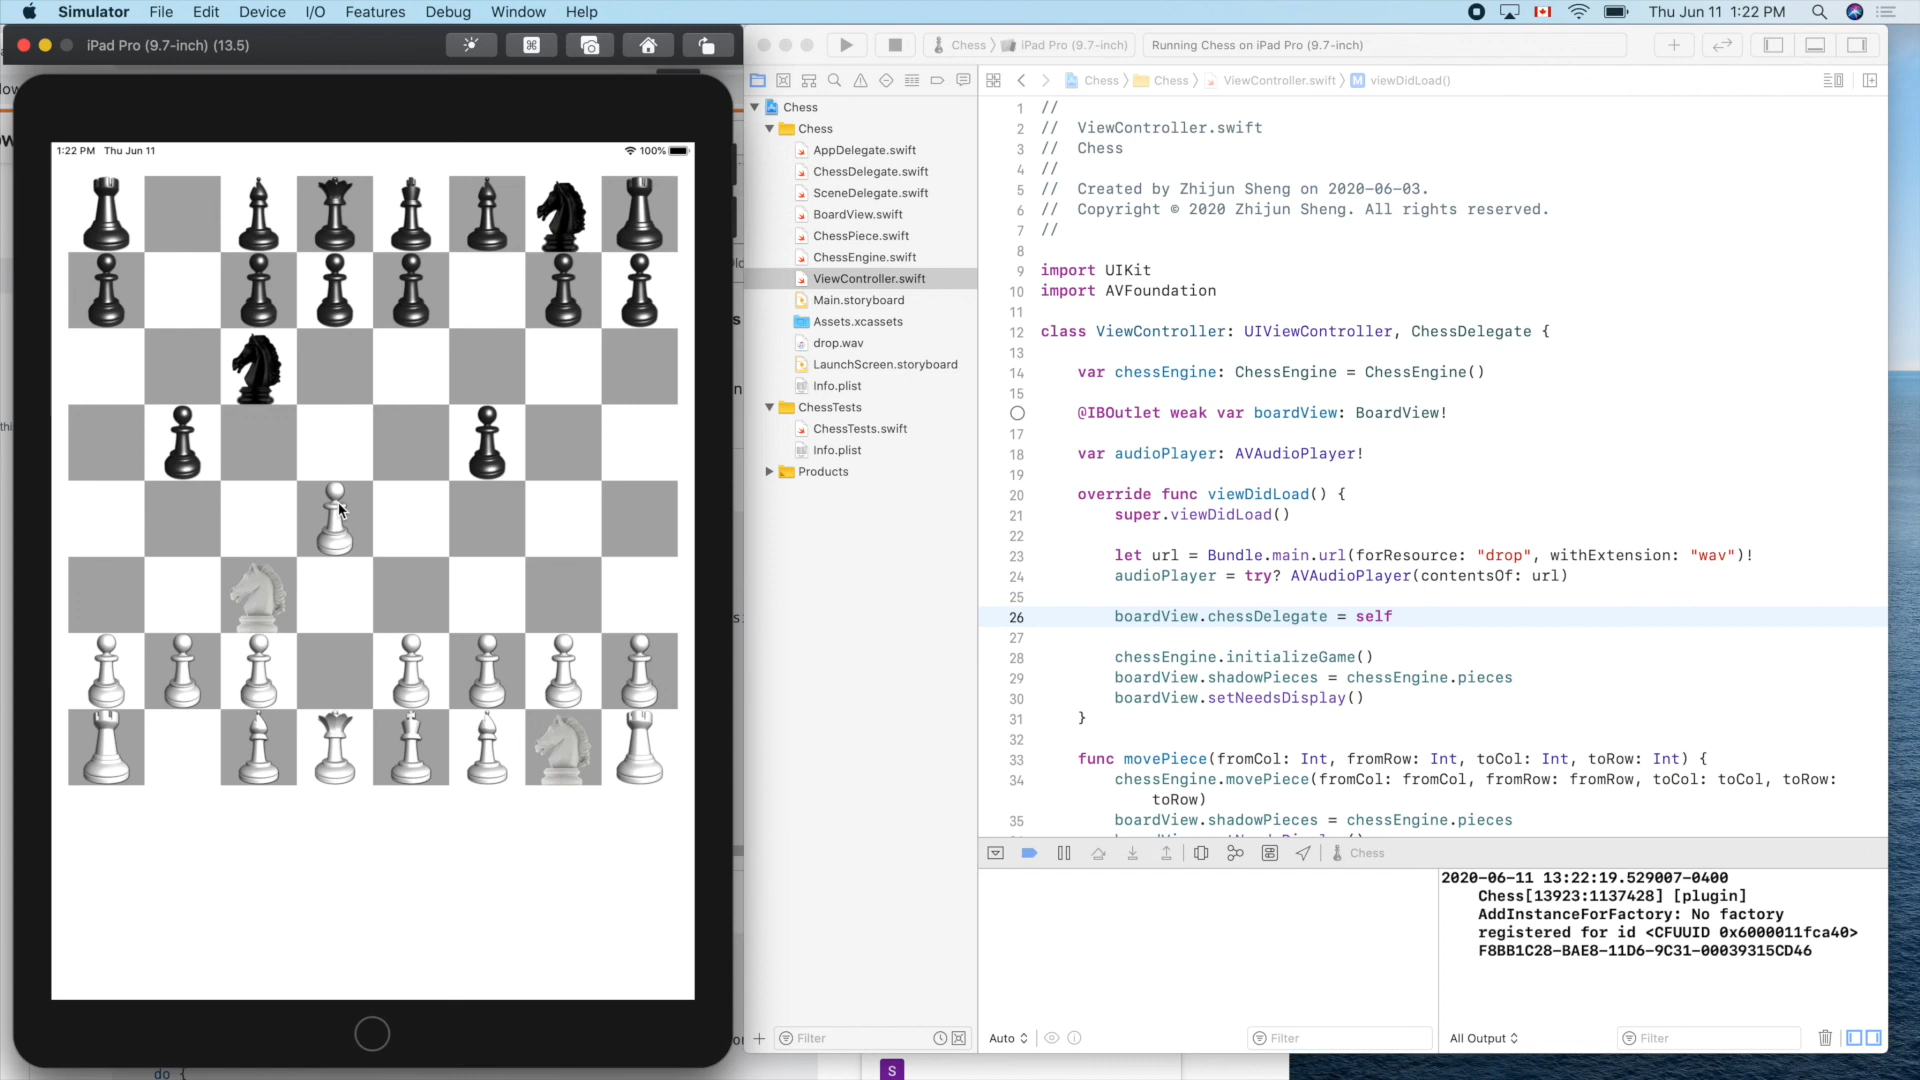 Simulator File Edit Device I/O Features Debug Window Help
Thu Jun 11 1:22 PM
iPad Pro (9.7-inch) (13.5)
1:22 PM Thu Jun 11
100%
Chess
iPad Pro (9.7-inch)
Running Chess on iPad Pro (9.7-inch)
Chess
Chess
AppDelegate.swift
ChessDelegate.swift
SceneDelegate.swift
BoardView.swift
ChessPiece.swift
ChessEngine.swift
ViewController.swift
Main.storyboard
Assets.xcassets
drop.wav
LaunchScreen.storyboard
Info.plist
ChessTests
ChessTests.swift
Info.plist
Products
Filter
Chess
Chess
ViewController.swift
M viewDidLoad()
1 //
2 // ViewController.swift
3 // Chess
4 //
5 // Created by Zhijun Sheng on 2020-06-03.
6 // Copyright © 2020 Zhijun Sheng. All rights reserved.
7 //
8
9 import UIKit
10 import AVFoundation
11
12 class ViewController: UIViewController, ChessDelegate {
13
14 var chessEngine: ChessEngine = ChessEngine()
15
@IBOutlet weak var boardView: BoardView!
17
18 var audioPlayer: AVAudioPlayer!
19
20 override func viewDidLoad() {
21 super.viewDidLoad()
22
23 let url = Bundle.main.url(forResource: "drop", withExtension: "wav")!
24 audioPlayer = try? AVAudioPlayer(contentsOf: url)
25
26 boardView.chessDelegate = self
27
28 chessEngine.initializeGame()
29 boardView.shadowPieces = chessEngine.pieces
30 boardView.setNeedsDisplay()
31 }
32
33 func movePiece(fromCol: Int, fromRow: Int, toCol: Int, toRow: Int) {
34 chessEngine.movePiece(fromCol: fromCol, fromRow: fromRow, toCol: toCol, toRow:
toRow)
35 boardView.shadowPieces = chessEngine.pieces
Chess
2020-06-11 13:22:19.529007-0400
Chess[13923:1137428] [plugin]
AddInstanceForFactory: No factory
registered for id <CFUUID 0x6000011fca40>
F8BB1C28-BAE8-11D6-9C31-00039315CD46
Auto
Filter
All Output
Filter
do {
S